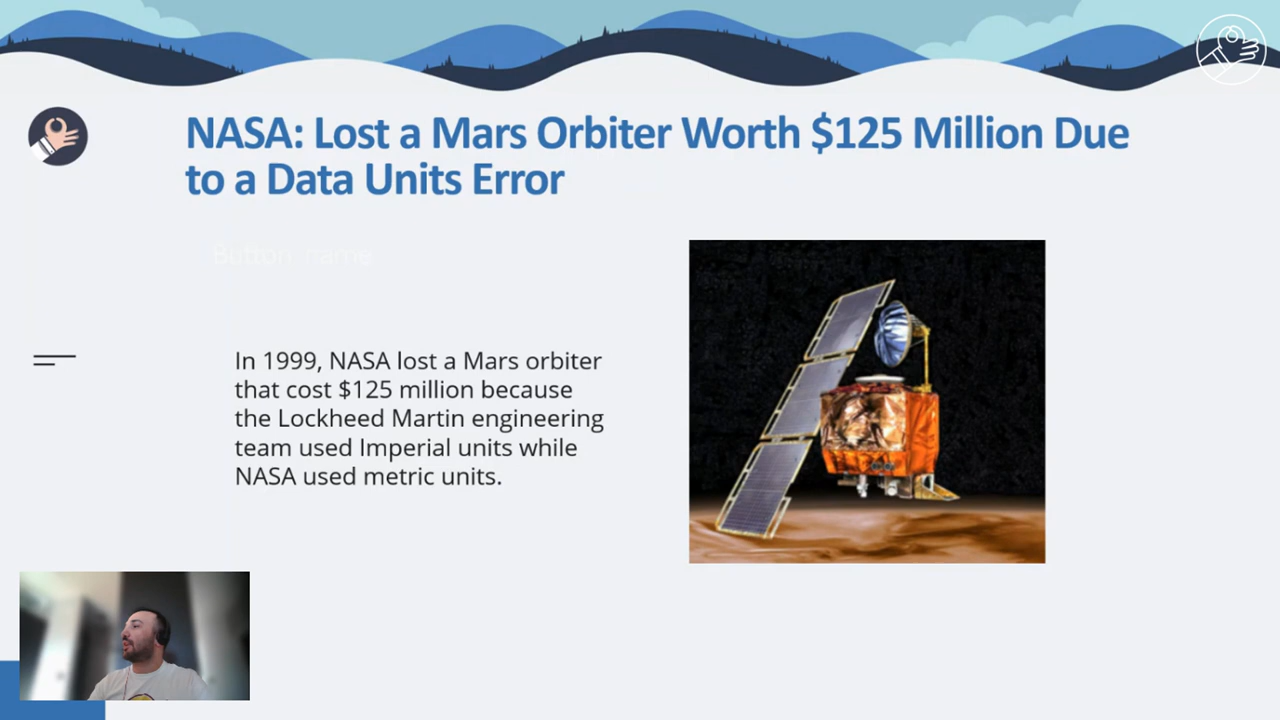 NASA: Lost a Mars Orbiter Worth $125 Million Due
to a Data Units Error
Button: name
In 1999, NASA lost a Mars orbiter
that cost $125 million because
the Lockheed Martin engineering
team used Imperial units while
NASA used metric units.